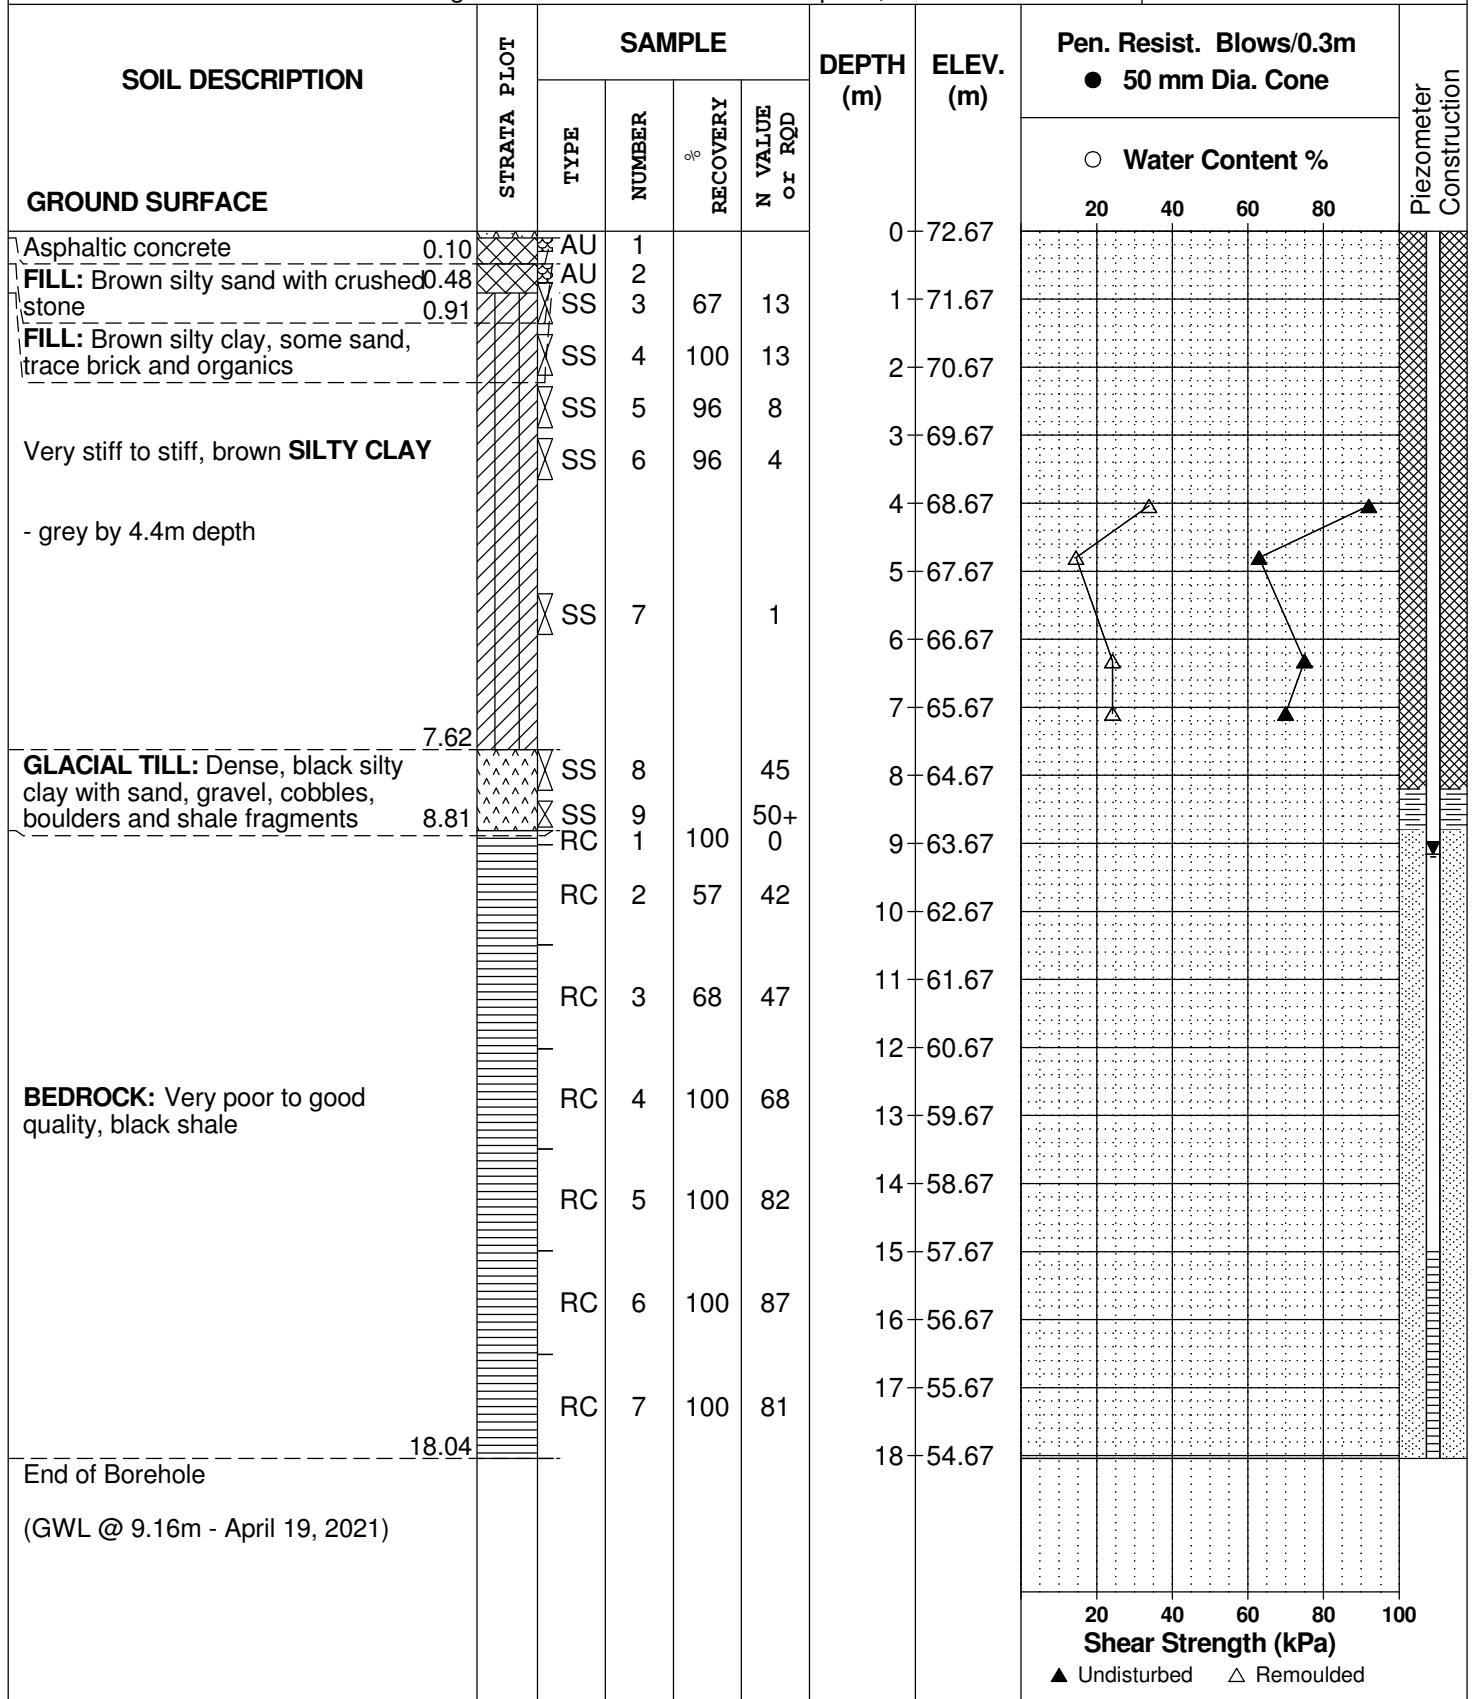 SOIL DESCRIPTION
GROUND SURFACE
STRATA PLOT
SAMPLE
TYPE
NUMBER
%
RECOVERY
N VALUE
or RQD
DEPTH
(m)
ELEV.
(m)
Pen. Resist. Blows/0.3m
● 50 mm Dia. Cone
○ Water Content %
20 40 60 80
Piezometer
Construction
0 72.67
Asphaltic concrete 0.10 AU 1
FILL: Brown silty sand with crushed 0.48 AU 2
stone 0.91 SS 3 67 13 1 71.67
FILL: Brown silty clay, some sand,
trace brick and organics SS 4 100 13 2 70.67
SS 5 96 8
3 69.67
Very stiff to stiff, brown SILTY CLAY SS 6 96 4
4 68.67
- grey by 4.4m depth
5 67.67
SS 7 1
6 66.67
7 65.67
7.62
GLACIAL TILL: Dense, black silty SS 8 45 8 64.67
clay with sand, gravel, cobbles,
boulders and shale fragments 8.81 SS 9 50+
RC 1 100 0 9 63.67
RC 2 57 42
10 62.67
11 61.67
RC 3 68 47
12 60.67
BEDROCK: Very poor to good RC 4 100 68
quality, black shale 13 59.67
14 58.67
RC 5 100 82
15 57.67
RC 6 100 87
16 56.67
17 55.67
RC 7 100 81
18.04
18 54.67
End of Borehole
(GWL @ 9.16m - April 19, 2021)
20 40 60 80 100
Shear Strength (kPa)
▲ Undisturbed △ Remoulded